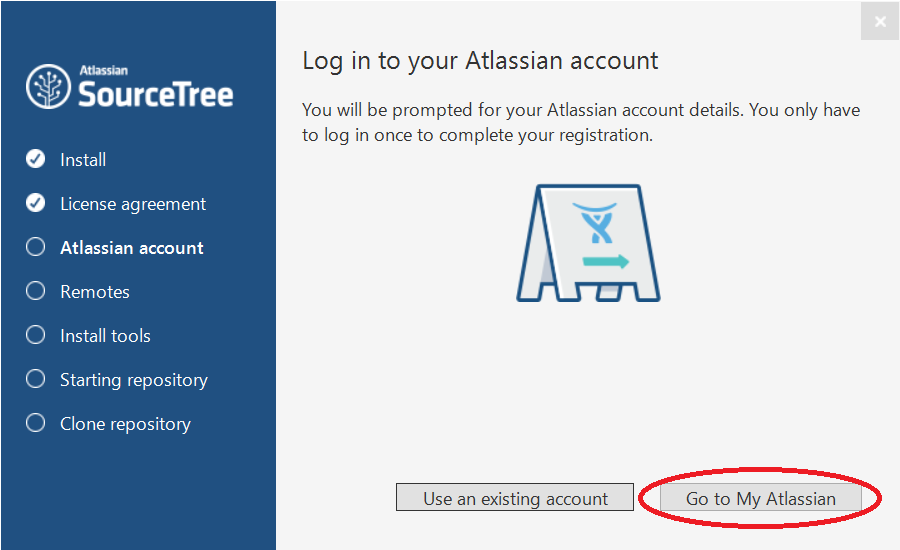 Atlassian
SourceTree
Install
License agreement
Atlassian account
Remotes
Install tools
Starting repository
Clone repository
Log in to your Atlassian account
You will be prompted for your Atlassian account details. You only have
to log in once to complete your registration.
Use an existing account
Go to My Atlassian